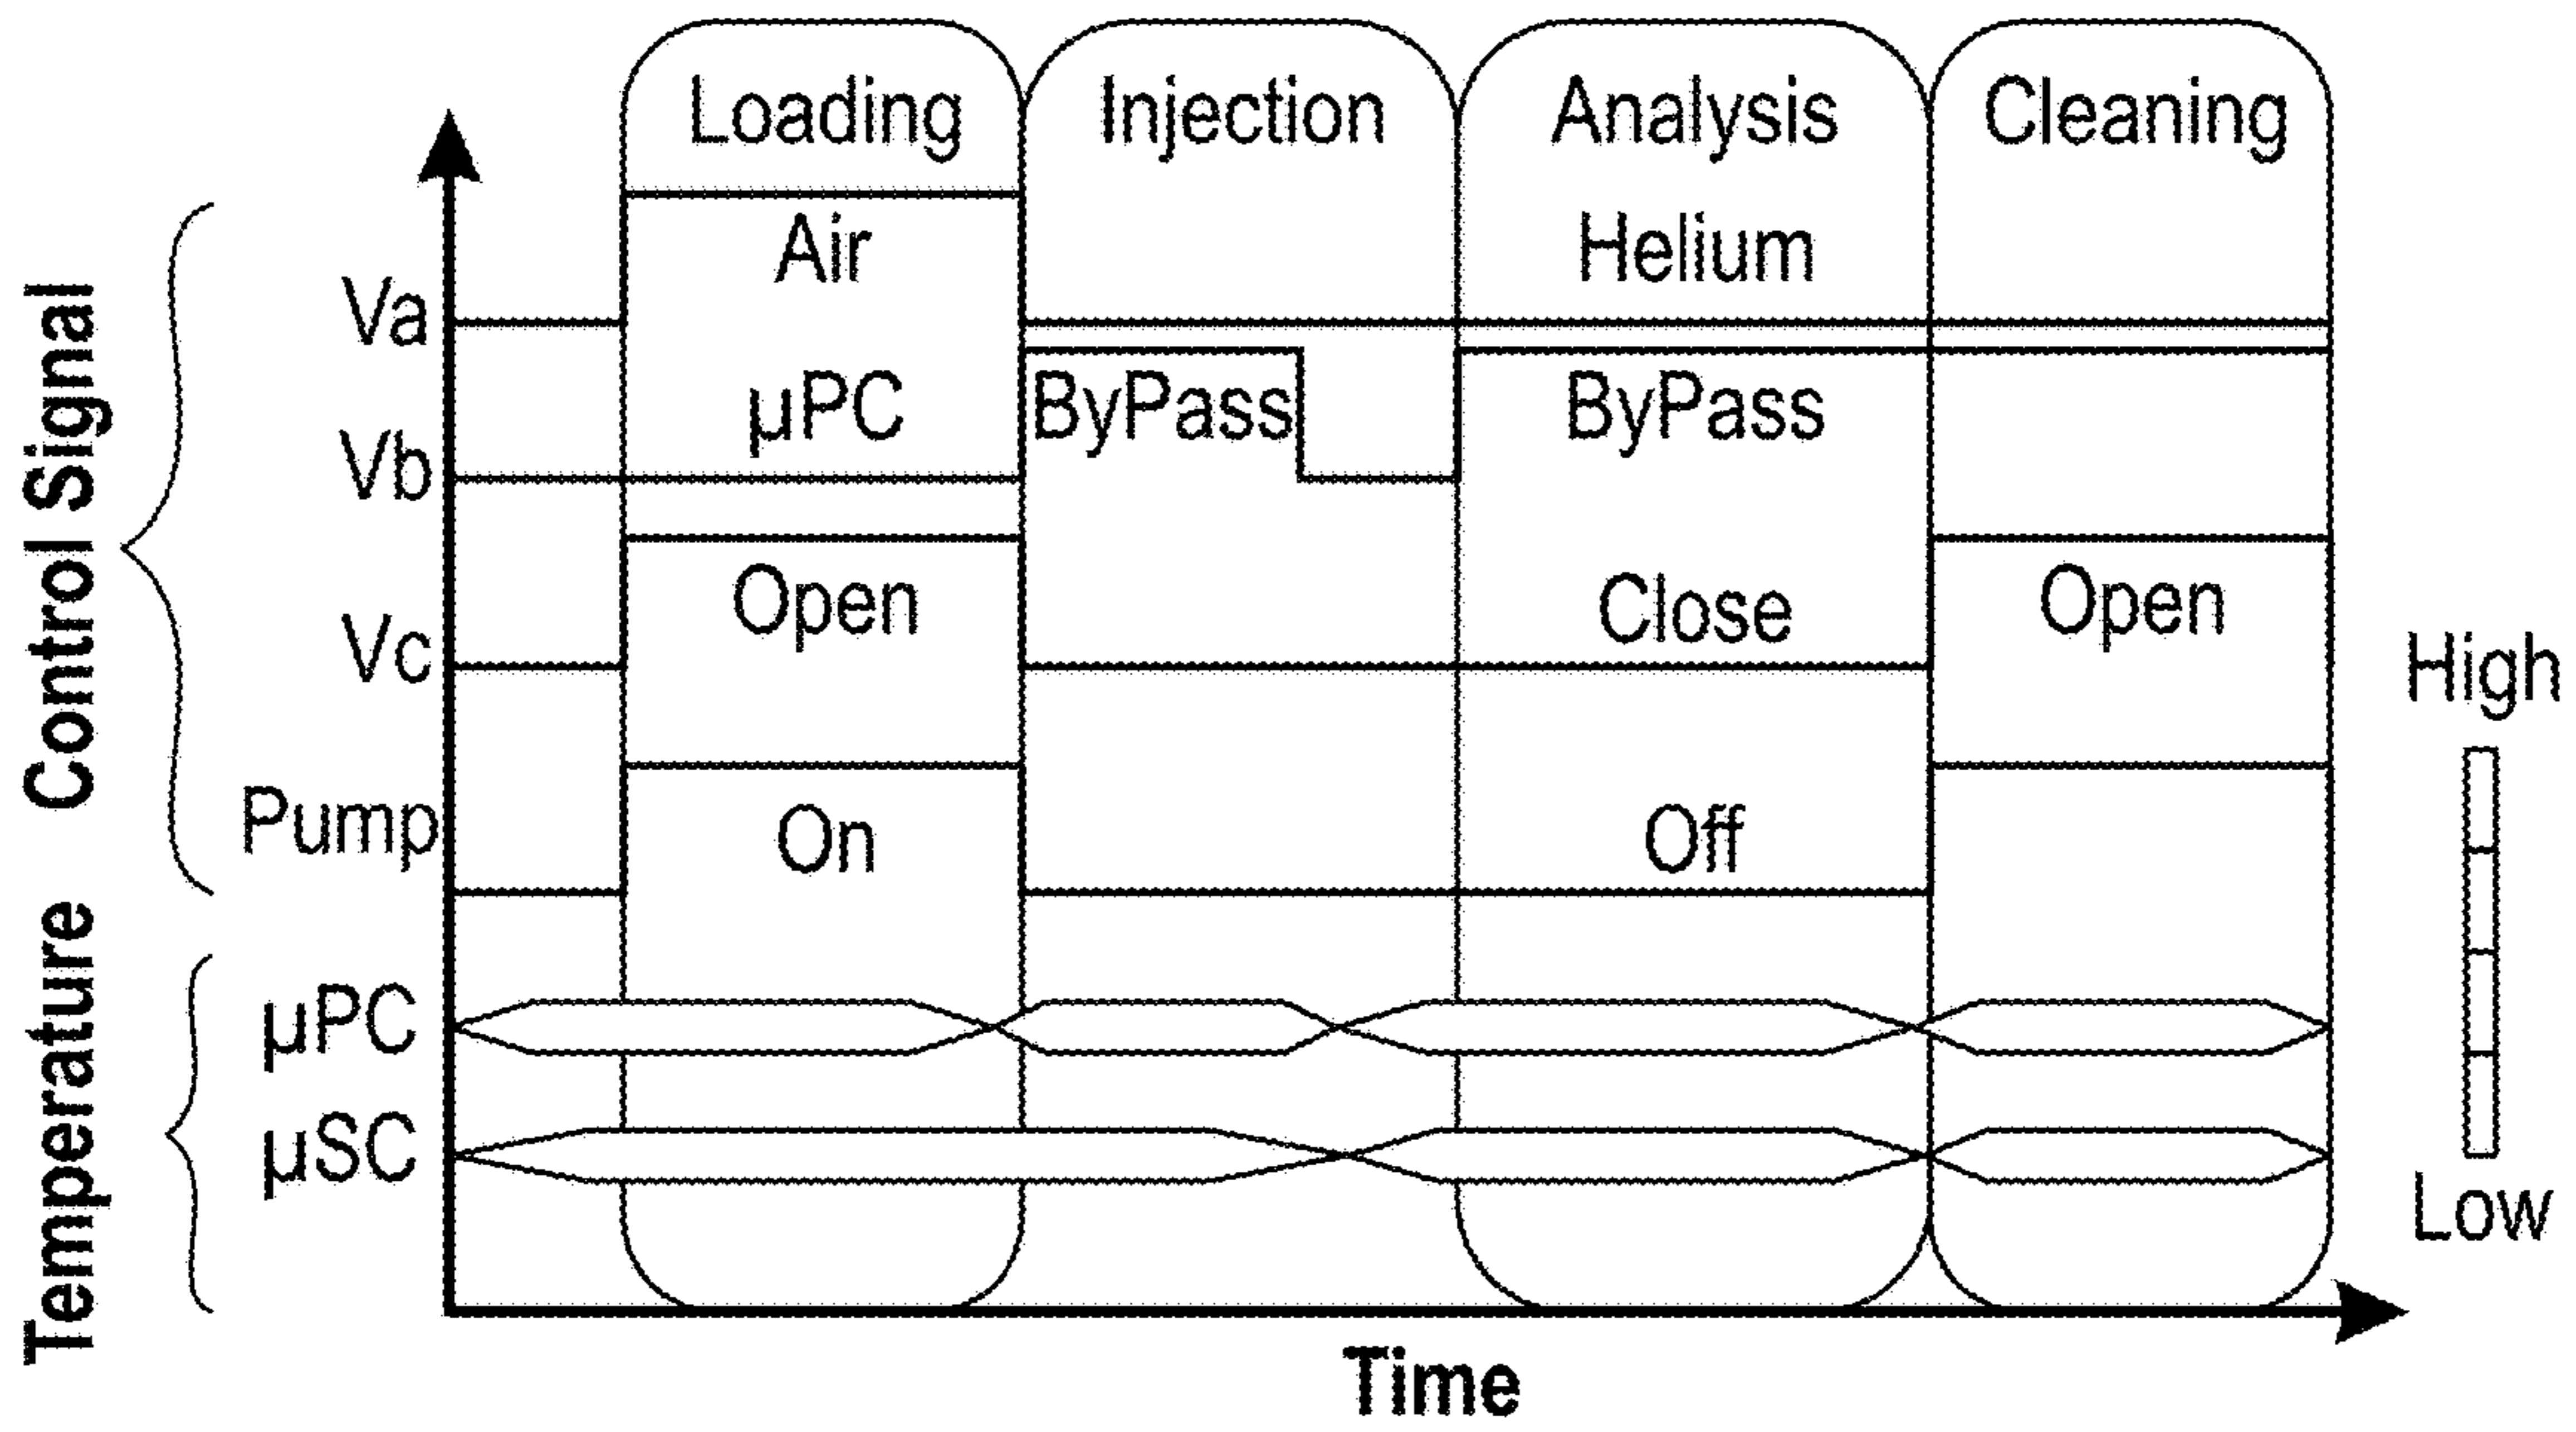 Loading Injection Analysis Cleaning
Control Signal
Va Air Helium
Vb µPC ByPass ByPass
Vc Open Close Open
Pump On Off
Temperature
µPC
µSC
High
Low
Time